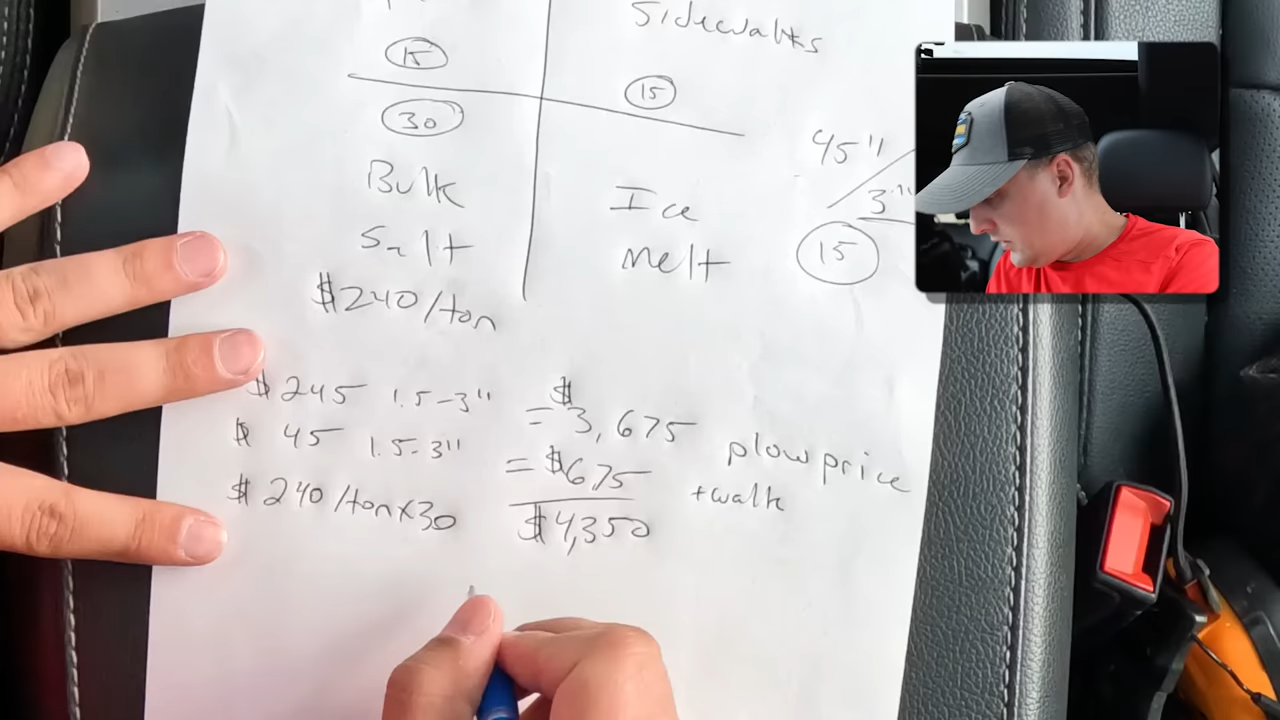 Sidewalks
15
30
15
Bulk
Salt
$240/ton
Ice
melt
45"
3"
15
$245 1.5-3" = $3,675 plow price
$ 45 1.5-3" = $675 + walk
$240/ton x 30 $4,350